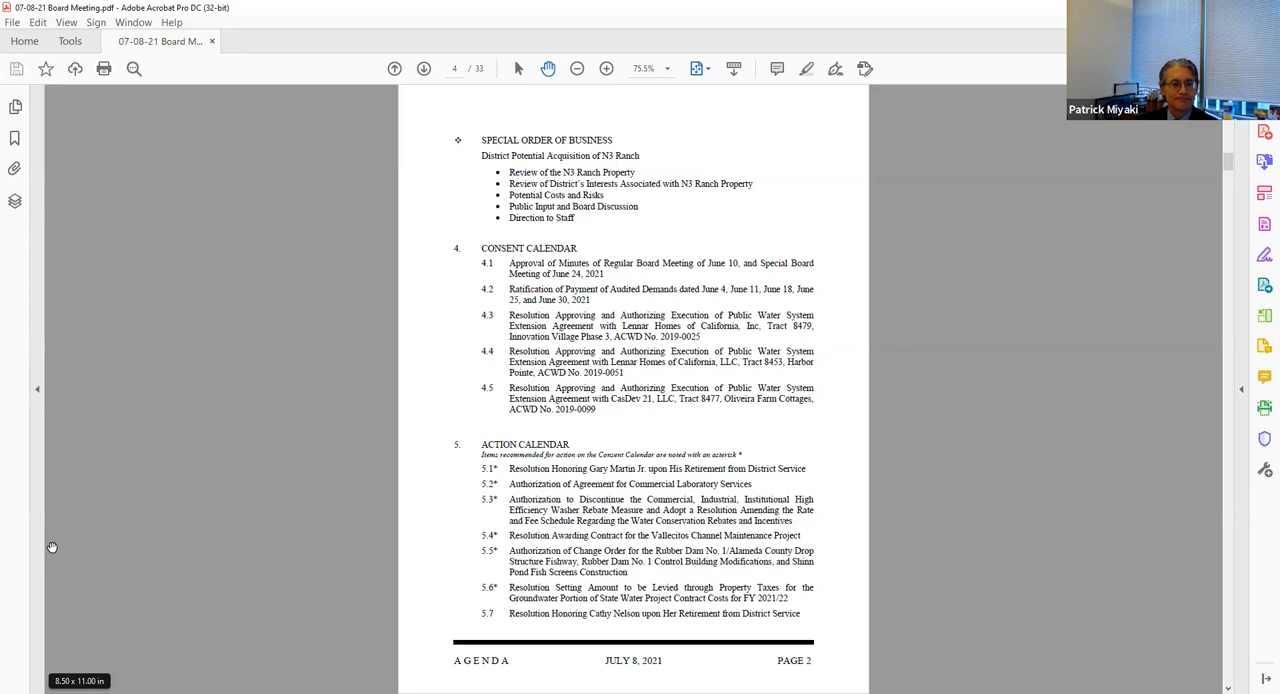 07-08-21 Board Meeting.pdf - Adobe Acrobat Pro DC (32-bit)
File Edit View Sign Window Help
Home Tools 07-08-21 Board M... ×
4 / 33 75.5%
Patrick Miyaki
❖ SPECIAL ORDER OF BUSINESS
District Potential Acquisition of N3 Ranch
• Review of the N3 Ranch Property
• Review of District's Interests Associated with N3 Ranch Property
• Potential Costs and Risks
• Public Input and Board Discussion
• Direction to Staff
4. CONSENT CALENDAR
4.1 Approval of Minutes of Regular Board Meeting of June 10, and Special Board
Meeting of June 24, 2021
4.2 Ratification of Payment of Audited Demands dated June 4, June 11, June 18, June
25, and June 30, 2021
4.3 Resolution Approving and Authorizing Execution of Public Water System
Extension Agreement with Lennar Homes of California, Inc, Tract 8479,
Innovation Village Phase 3, ACWD No. 2019-0025
4.4 Resolution Approving and Authorizing Execution of Public Water System
Extension Agreement with Lennar Homes of California, LLC, Tract 8453, Harbor
Pointe, ACWD No. 2019-0051
4.5 Resolution Approving and Authorizing Execution of Public Water System
Extension Agreement with CasDev 21, LLC, Tract 8477, Oliveira Farm Cottages,
ACWD No. 2019-0099
5. ACTION CALENDAR
Items recommended for action on the Consent Calendar are noted with an asterisk *
5.1* Resolution Honoring Gary Martin Jr. upon His Retirement from District Service
5.2* Authorization of Agreement for Commercial Laboratory Services
5.3* Authorization to Discontinue the Commercial, Industrial, Institutional High
Efficiency Washer Rebate Measure and Adopt a Resolution Amending the Rate
and Fee Schedule Regarding the Water Conservation Rebates and Incentives
5.4* Resolution Awarding Contract for the Vallecitos Channel Maintenance Project
5.5* Authorization of Change Order for the Rubber Dam No. 1/Alameda County Drop
Structure Fishway, Rubber Dam No. 1 Control Building Modifications, and Shinn
Pond Fish Screens Construction
5.6* Resolution Setting Amount to be Levied through Property Taxes for the
Groundwater Portion of State Water Project Contract Costs for FY 2021/22
5.7 Resolution Honoring Cathy Nelson upon Her Retirement from District Service
AGENDA JULY 8, 2021 PAGE 2
8.50 x 11.00 in